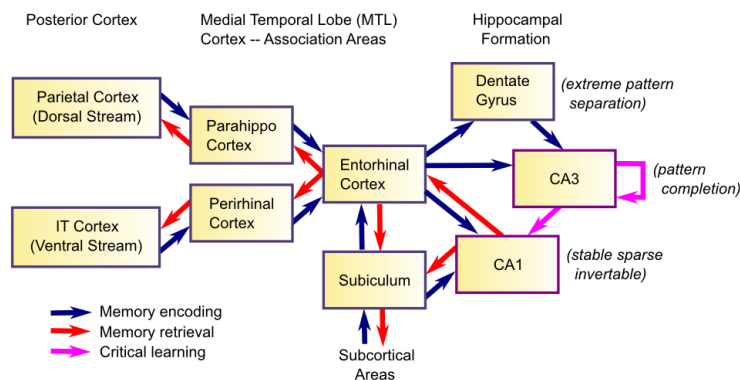 Posterior Cortex
Medial Temporal Lobe (MTL)
Cortex -- Association Areas
Hippocampal
Formation
Parietal Cortex
(Dorsal Stream)
Parahippo
Cortex
Dentate
Gyrus
(extreme pattern
separation)
Entorhinal
Cortex
CA3
(pattern
completion)
IT Cortex
(Ventral Stream)
Perirhinal
Cortex
Subiculum
CA1
(stable sparse
invertable)
Memory encoding
Memory retrieval
Critical learning
Subcortical
Areas